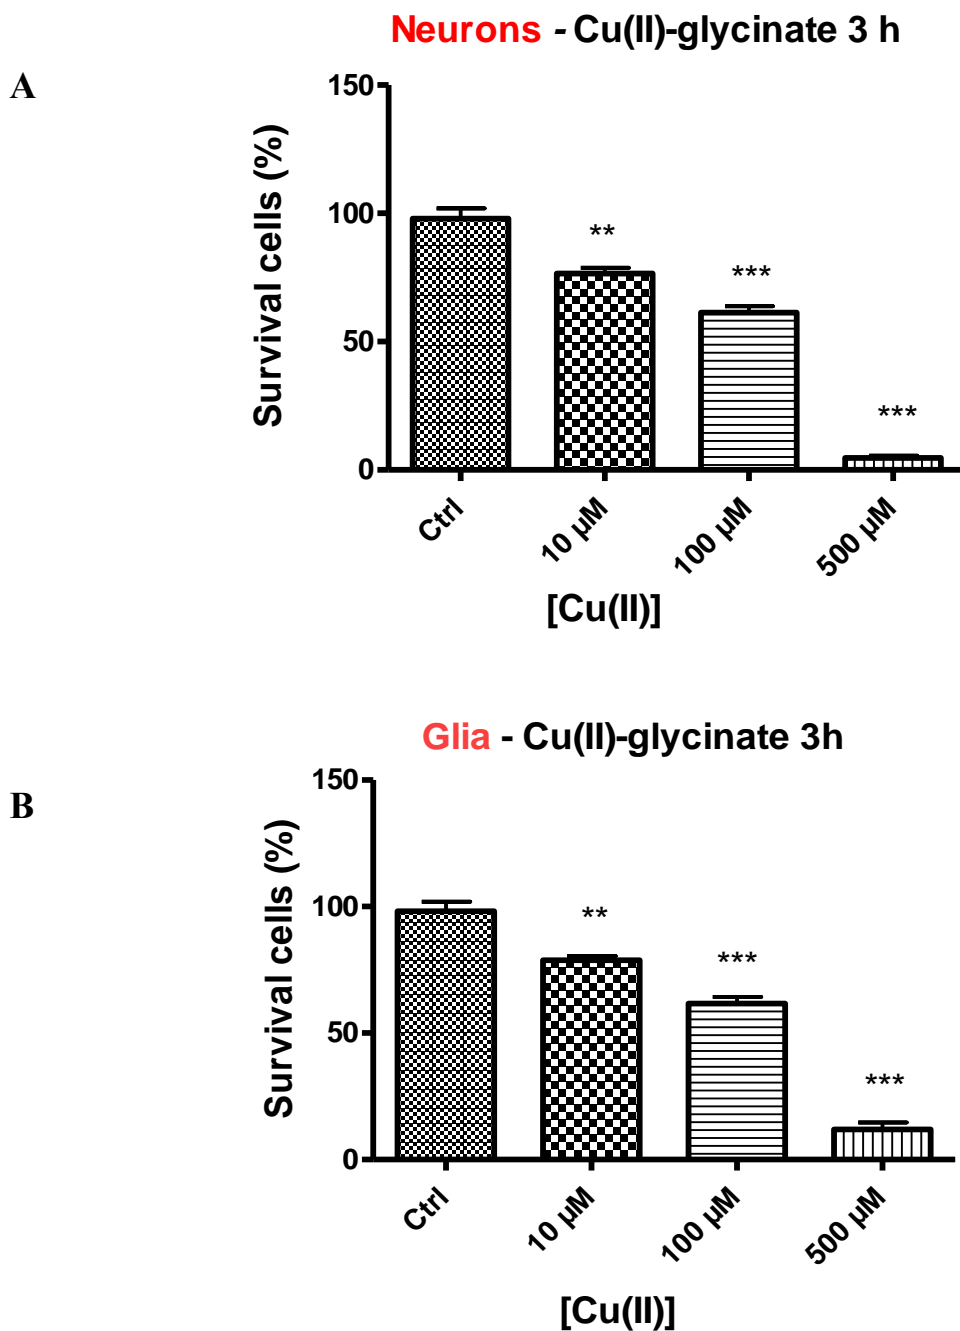 Neurons - Cu(II)-glycinate 3 h
A
Survival cells (%)
150
100
50
0
**
***
***
Ctrl
10 µM
100 µM
500 µM
[Cu(II)]
Glia - Cu(II)-glycinate 3h
B
Survival cells (%)
150
100
50
0
**
***
***
Ctrl
10 µM
100 µM
500 µM
[Cu(II)]